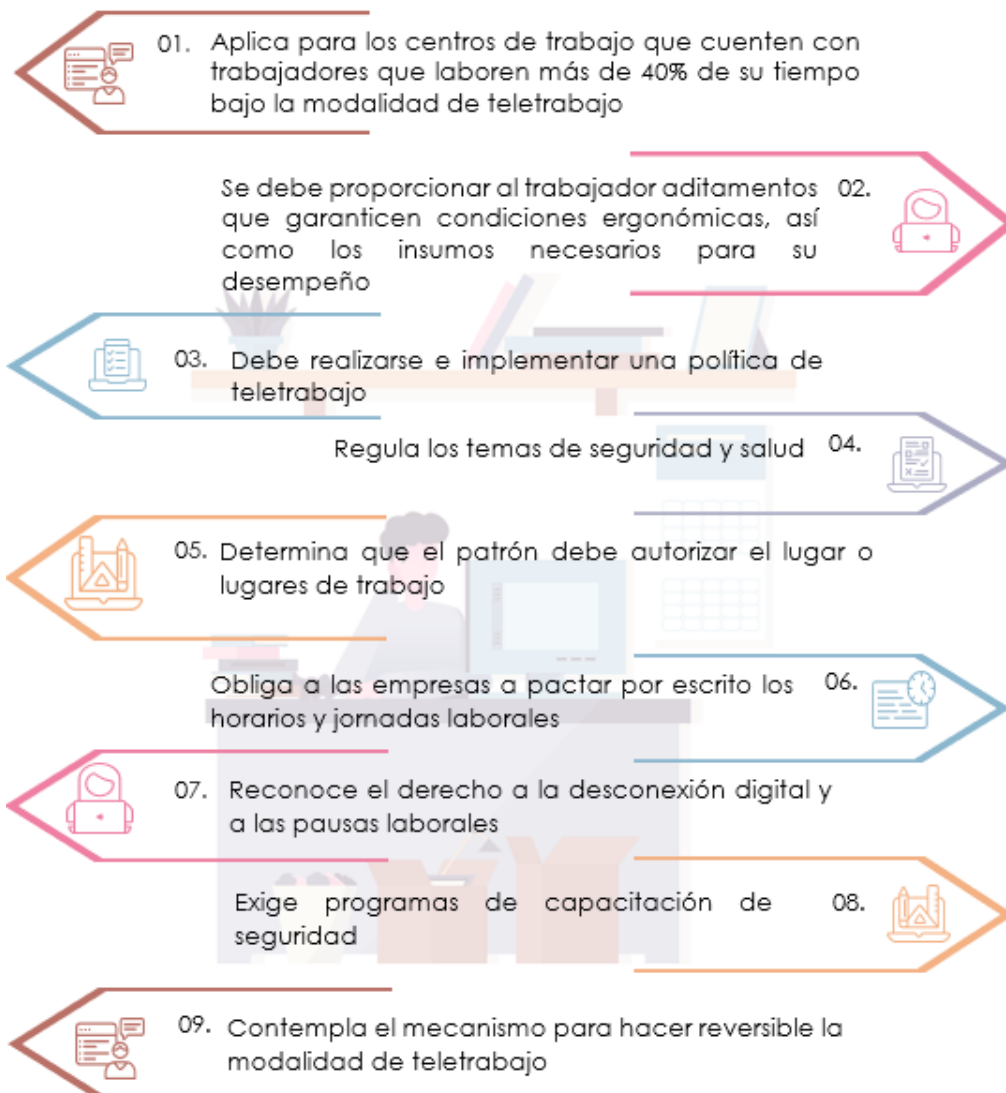 01. Aplica para los centros de trabajo que cuenten con
trabajadores que laboren más de 40% de su tiempo
bajo la modalidad de teletrabajo
Se debe proporcionar al trabajador aditamentos 02.
que garanticen condiciones ergonómicas, así
como los insumos necesarios para su
desempeño
03. Debe realizarse e implementar una política de
teletrabajo
Regula los temas de seguridad y salud 04.
05. Determina que el patrón debe autorizar el lugar o
lugares de trabajo
Obliga a las empresas a pactar por escrito los 06.
horarios y jornadas laborales
07. Reconoce el derecho a la desconexión digital y
a las pausas laborales
Exige programas de capacitación de 08.
seguridad
09. Contempla el mecanismo para hacer reversible la
modalidad de teletrabajo